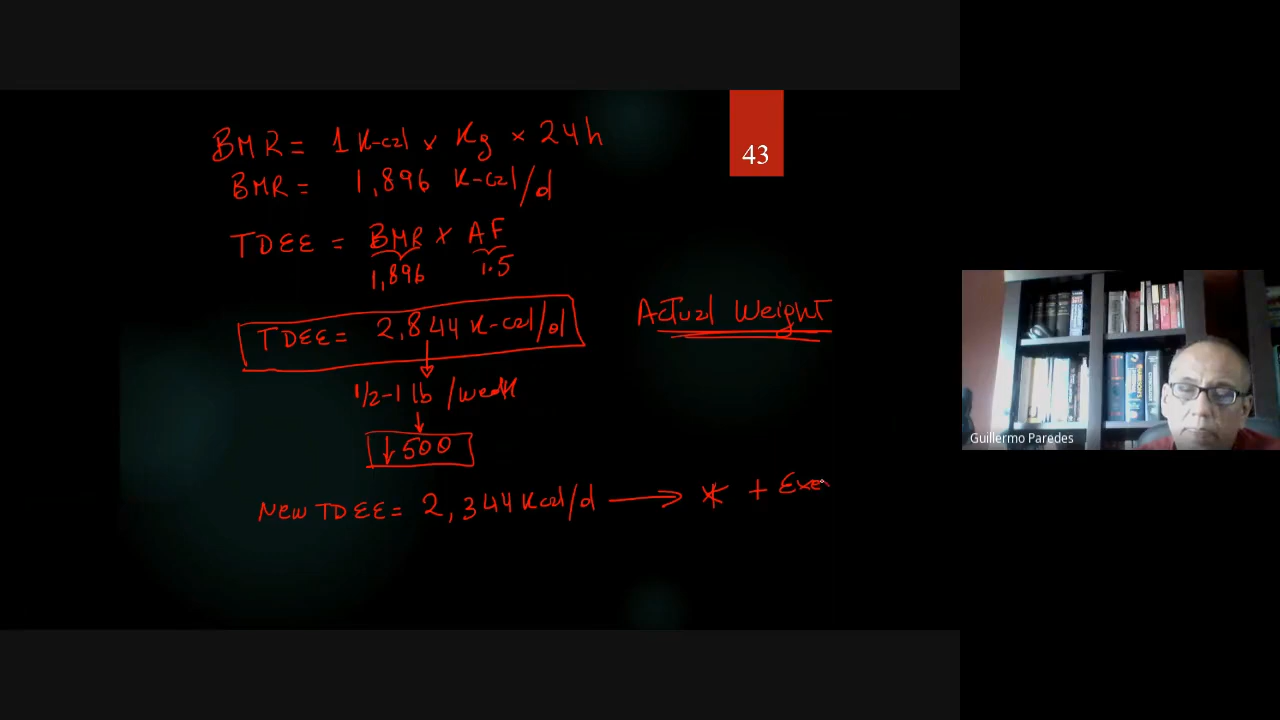 43
BMR = 1 K-cal x Kg x 24h
BMR = 1,896 K-cal/d
TDEE = BMR x AF
1,896 1.5
TDEE = 2,844 K-cal/d
Actual Weight
1/2-1 lb /week
↓500
New TDEE = 2,344 Kcal/d → * + Exe
Guillermo Paredes